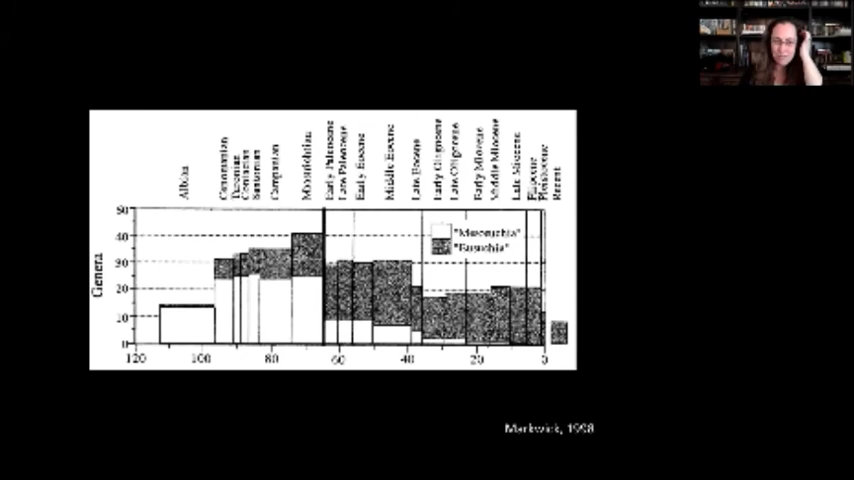 Albian
Cenomanian
Turonian
Coniacian
Santonian
Campanian
Maastrichtian
Early Paleocene
Late Paleocene
Early Eocene
Middle Eocene
Late Eocene
Early Oligocene
Late Oligocene
Early Miocene
Middle Miocene
Late Miocene
Pliocene
Pleistocene
Recent
Genera
50
40
30
20
10
0
"Mesosuchia"
"Eusuchia"
120 100 80 60 40 20 0
Markwick, 1998